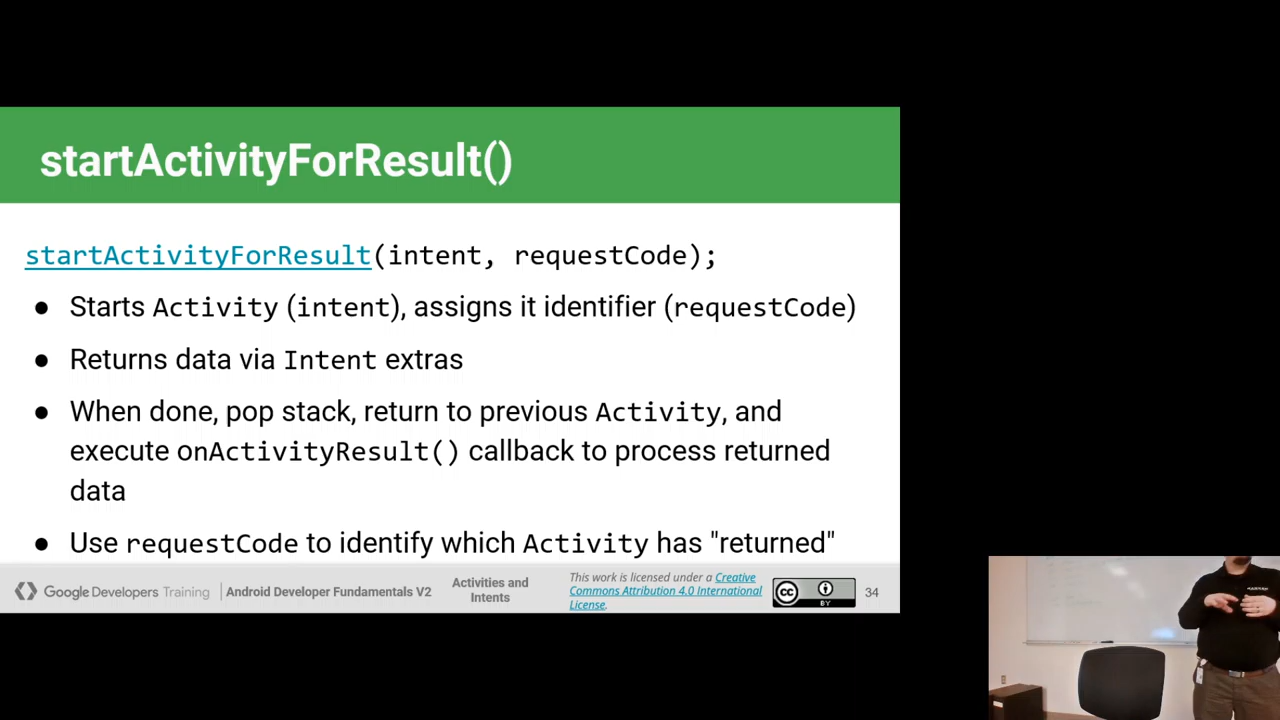 startActivityForResult()
startActivityForResult(intent, requestCode);
● Starts Activity (intent), assigns it identifier (requestCode)
● Returns data via Intent extras
● When done, pop stack, return to previous Activity, and
execute onActivityResult() callback to process returned
data
● Use requestCode to identify which Activity has "returned"
Google Developers Training
Android Developer Fundamentals V2
Activities and
Intents
This work is licensed under a Creative
Commons Attribution 4.0 International
License.
cc
BY
34